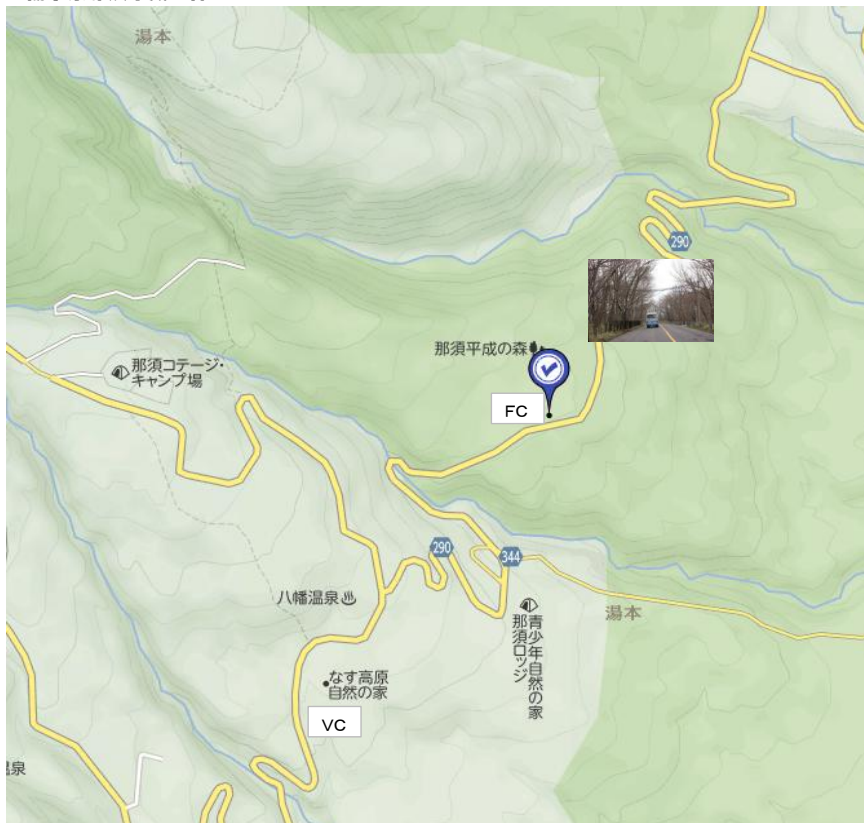 湯本
290
那須平成の森
那須コテージ・
キャンプ場
FC
290
344
八幡温泉
湯本
青少年自然の家
那須ロッジ
なす高原
自然の家
VC
温泉